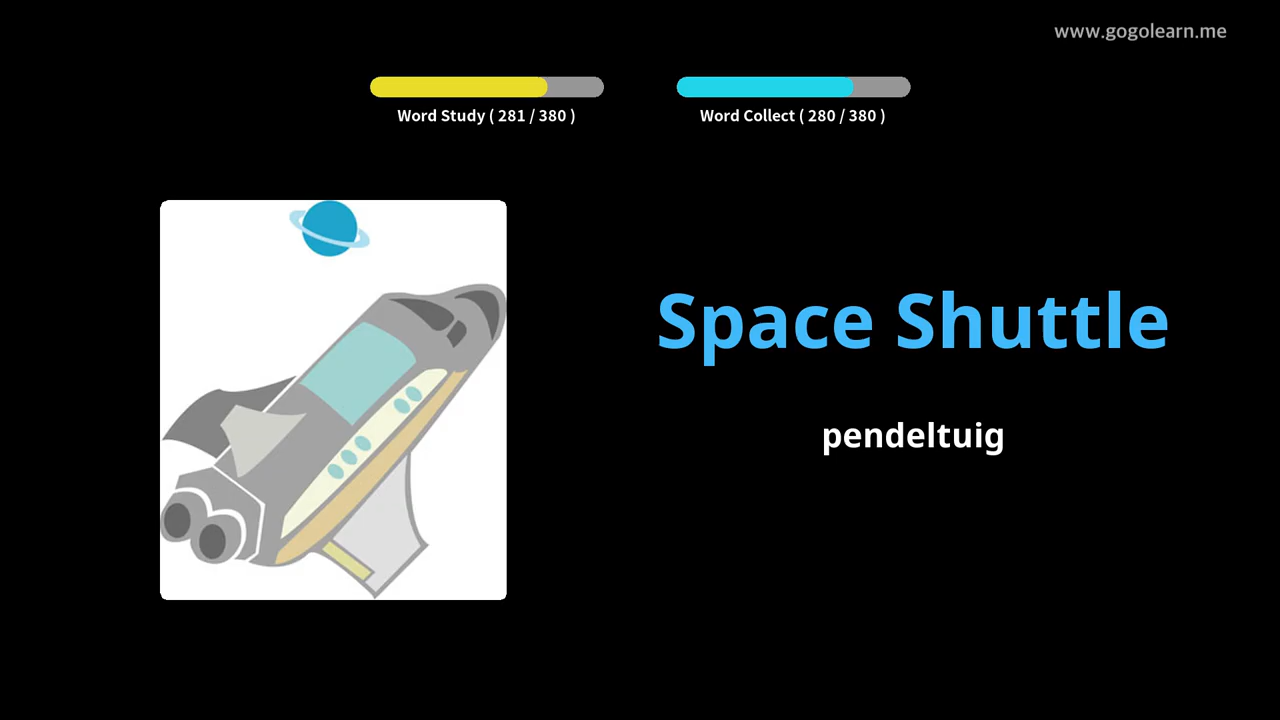 www.gogolearn.me
Word Study ( 281 / 380 )
Word Collect ( 280 / 380 )
Space Shuttle
pendeltuig